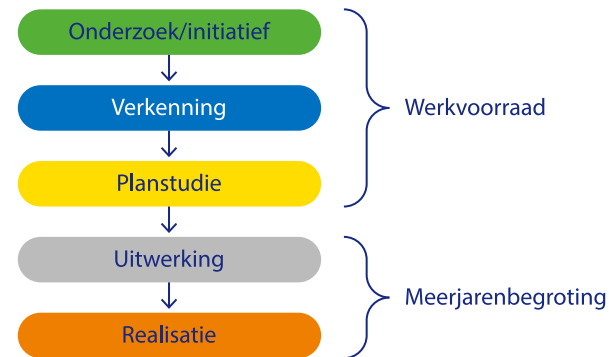 Onderzoek/initiatief
Verkenning
Werkvoorraad
Planstudie
Uitwerking
Meerjarenbegroting
Realisatie